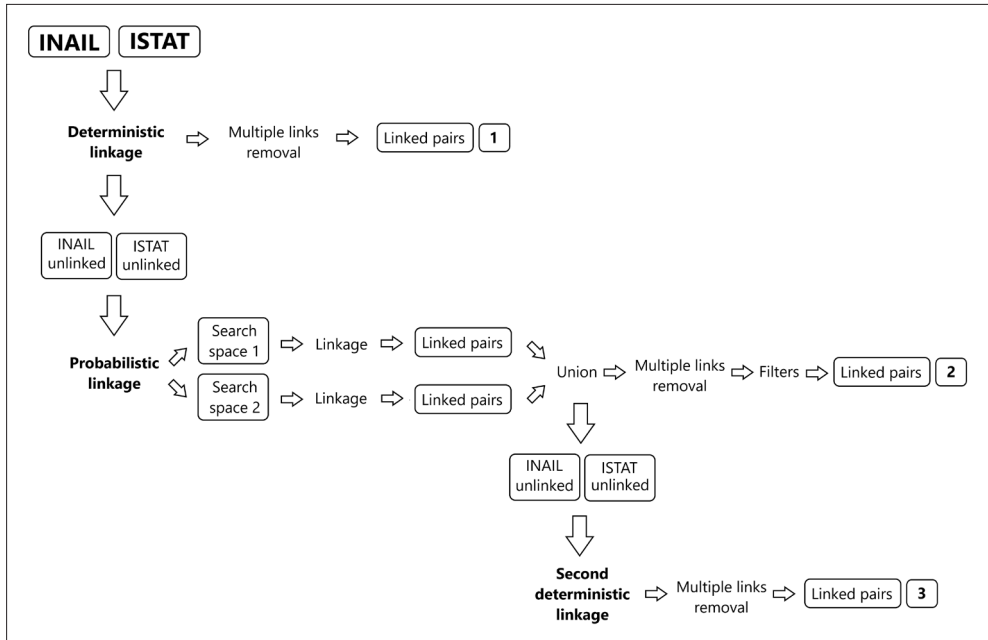 INAIL ISTAT
Deterministic
linkage
Multiple links
removal
Linked pairs 1
INAIL
unlinked
ISTAT
unlinked
Probabilistic
linkage
Search
space 1
Linkage
Linked pairs
Search
space 2
Linkage
Linked pairs
Union
Multiple links
removal
Filters
Linked pairs 2
INAIL
unlinked
ISTAT
unlinked
Second
deterministic
linkage
Multiple links
removal
Linked pairs 3